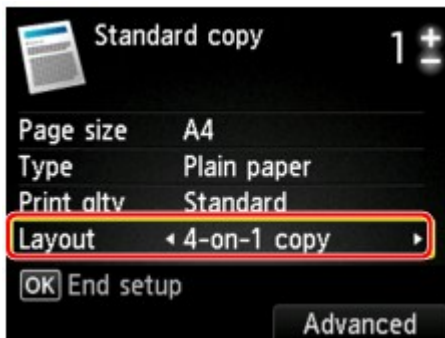 Standard copy
1
Page size A4
Type Plain paper
Print qlty Standard
Layout 4-on-1 copy
OK End setup
Advanced